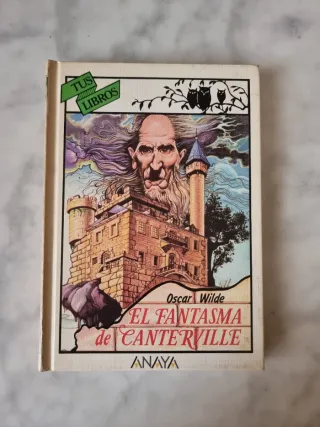 TUS
LIBROS
Oscar Wilde
EL FANTASMA
de CANTERVILLE
ANAYA